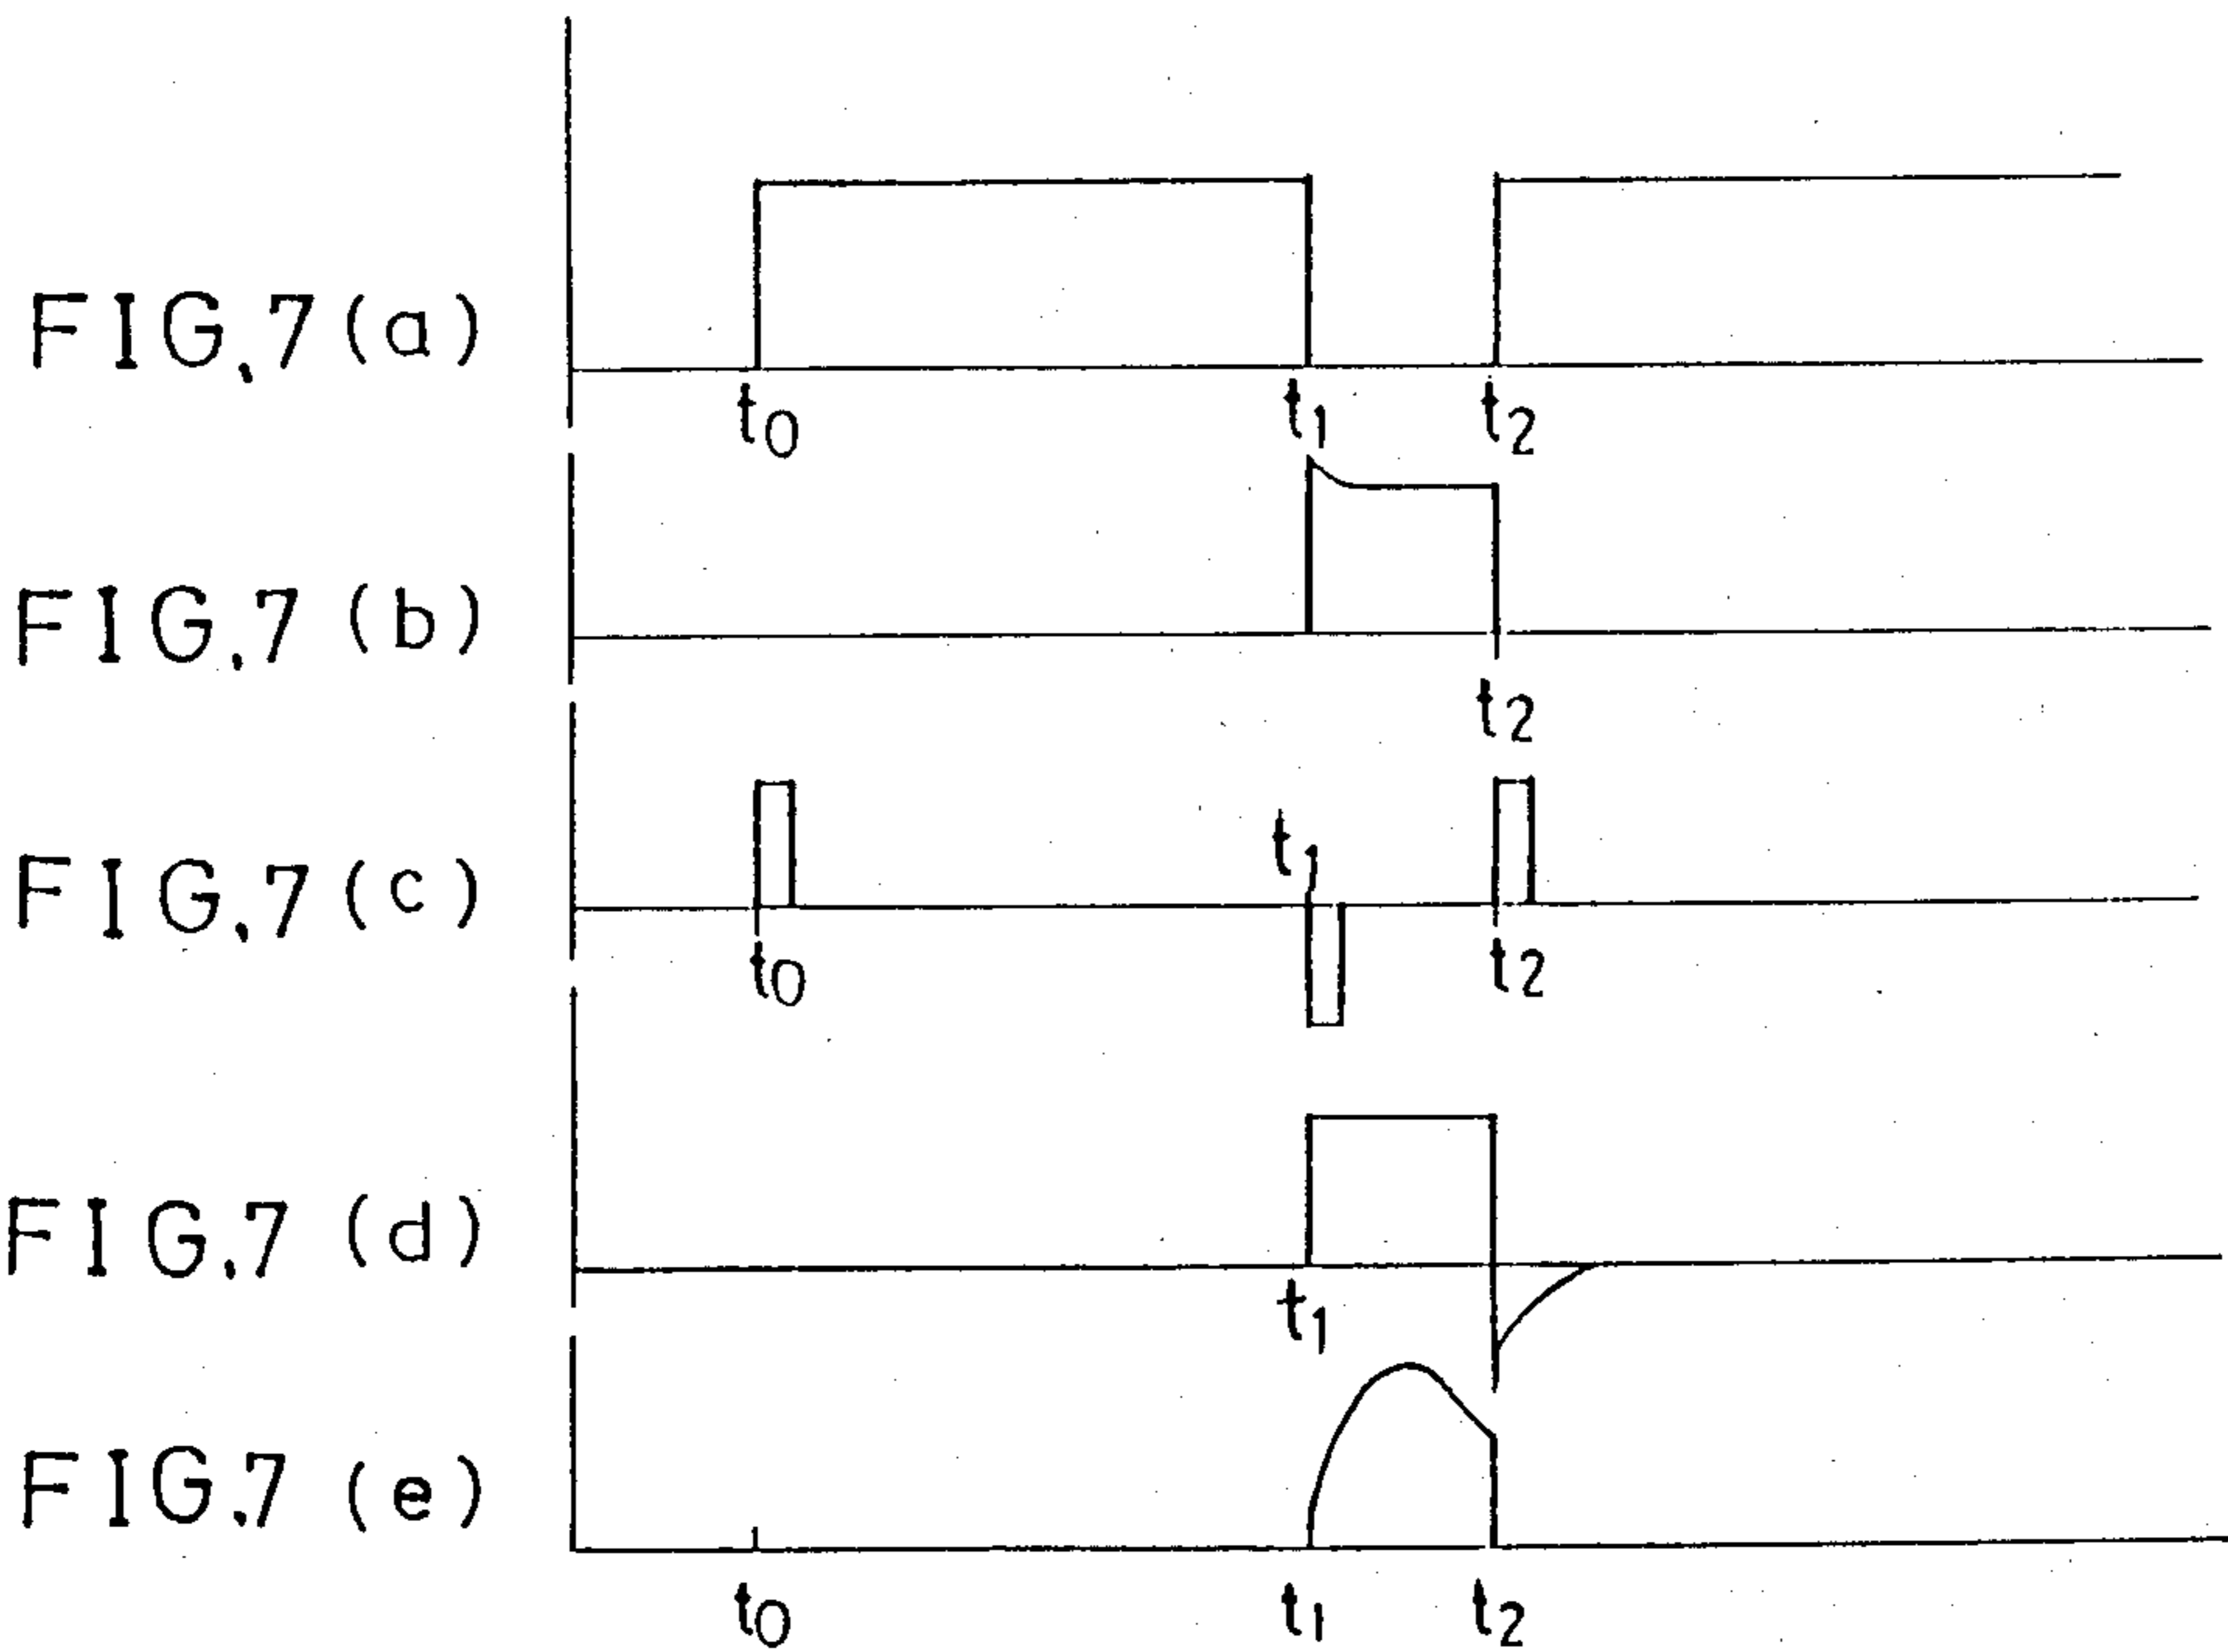 FIG.7(a)
t0 t1 t2
FIG.7(b)
t2
FIG.7(c)
t1
t0 t2
FIG.7(d)
t1
FIG.7(e)
t0 t1 t2